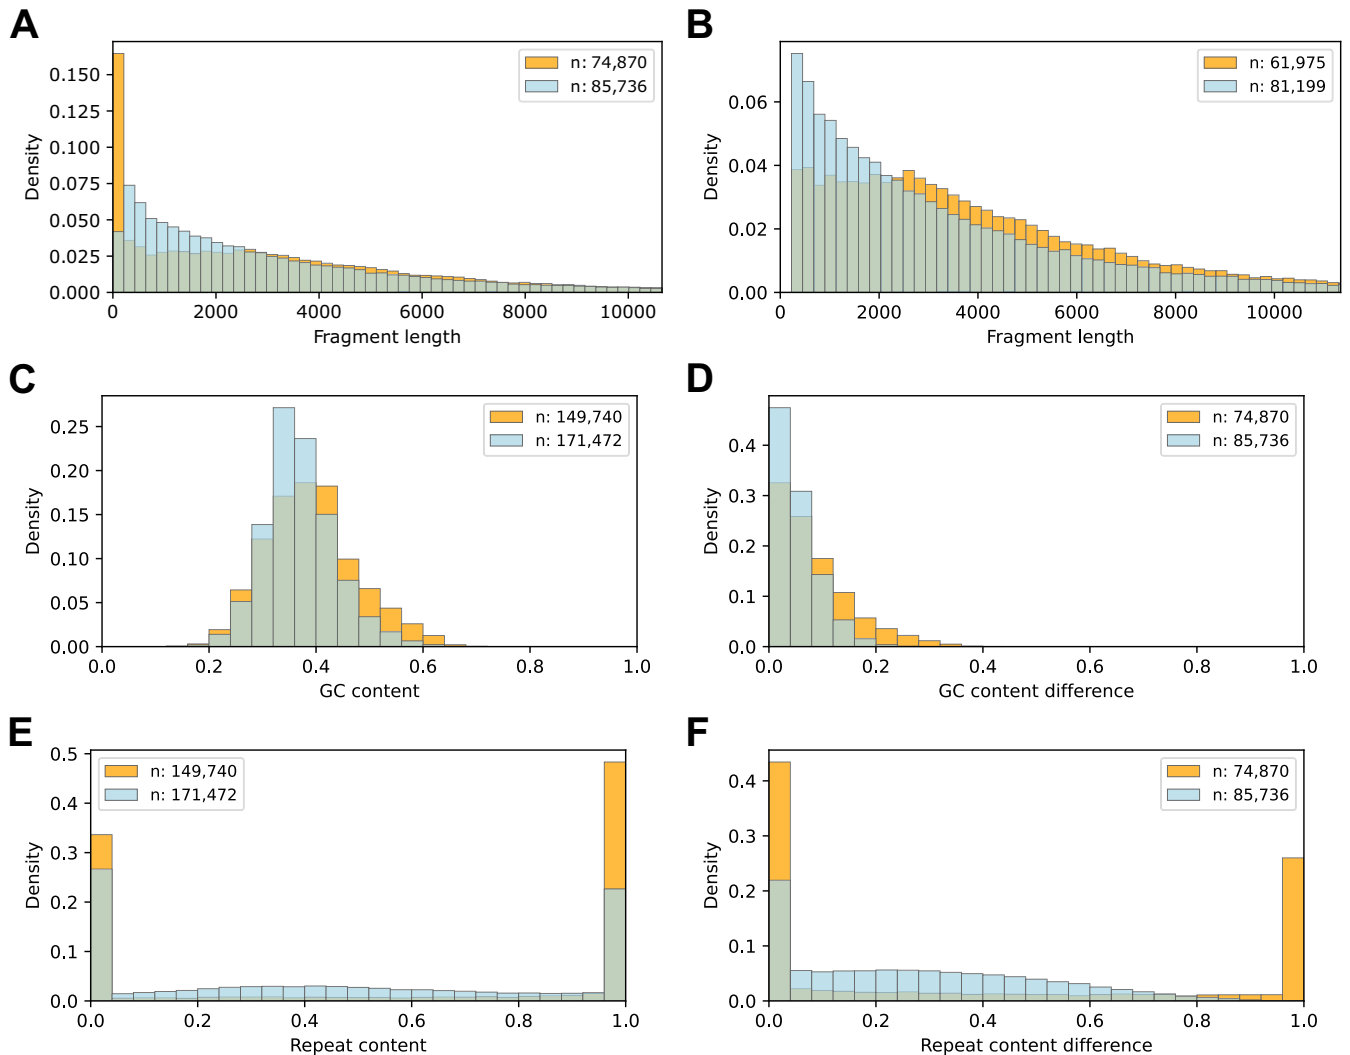 A
0.150
0.125
0.100
0.075
0.050
0.025
0.000
Density
n: 74,870
n: 85,736
0 2000 4000 6000 8000 10000
Fragment length
B
0.06
0.04
0.02
0.00
Density
n: 61,975
n: 81,199
0 2000 4000 6000 8000 10000
Fragment length
C
0.25
0.20
0.15
0.10
0.05
0.00
Density
n: 149,740
n: 171,472
0.0 0.2 0.4 0.6 0.8 1.0
GC content
D
0.4
0.3
0.2
0.1
0.0
Density
n: 74,870
n: 85,736
0.0 0.2 0.4 0.6 0.8 1.0
GC content difference
E
0.5
0.4
0.3
0.2
0.1
0.0
Density
n: 149,740
n: 171,472
0.0 0.2 0.4 0.6 0.8 1.0
Repeat content
F
0.4
0.3
0.2
0.1
0.0
Density
n: 74,870
n: 85,736
0.0 0.2 0.4 0.6 0.8 1.0
Repeat content difference